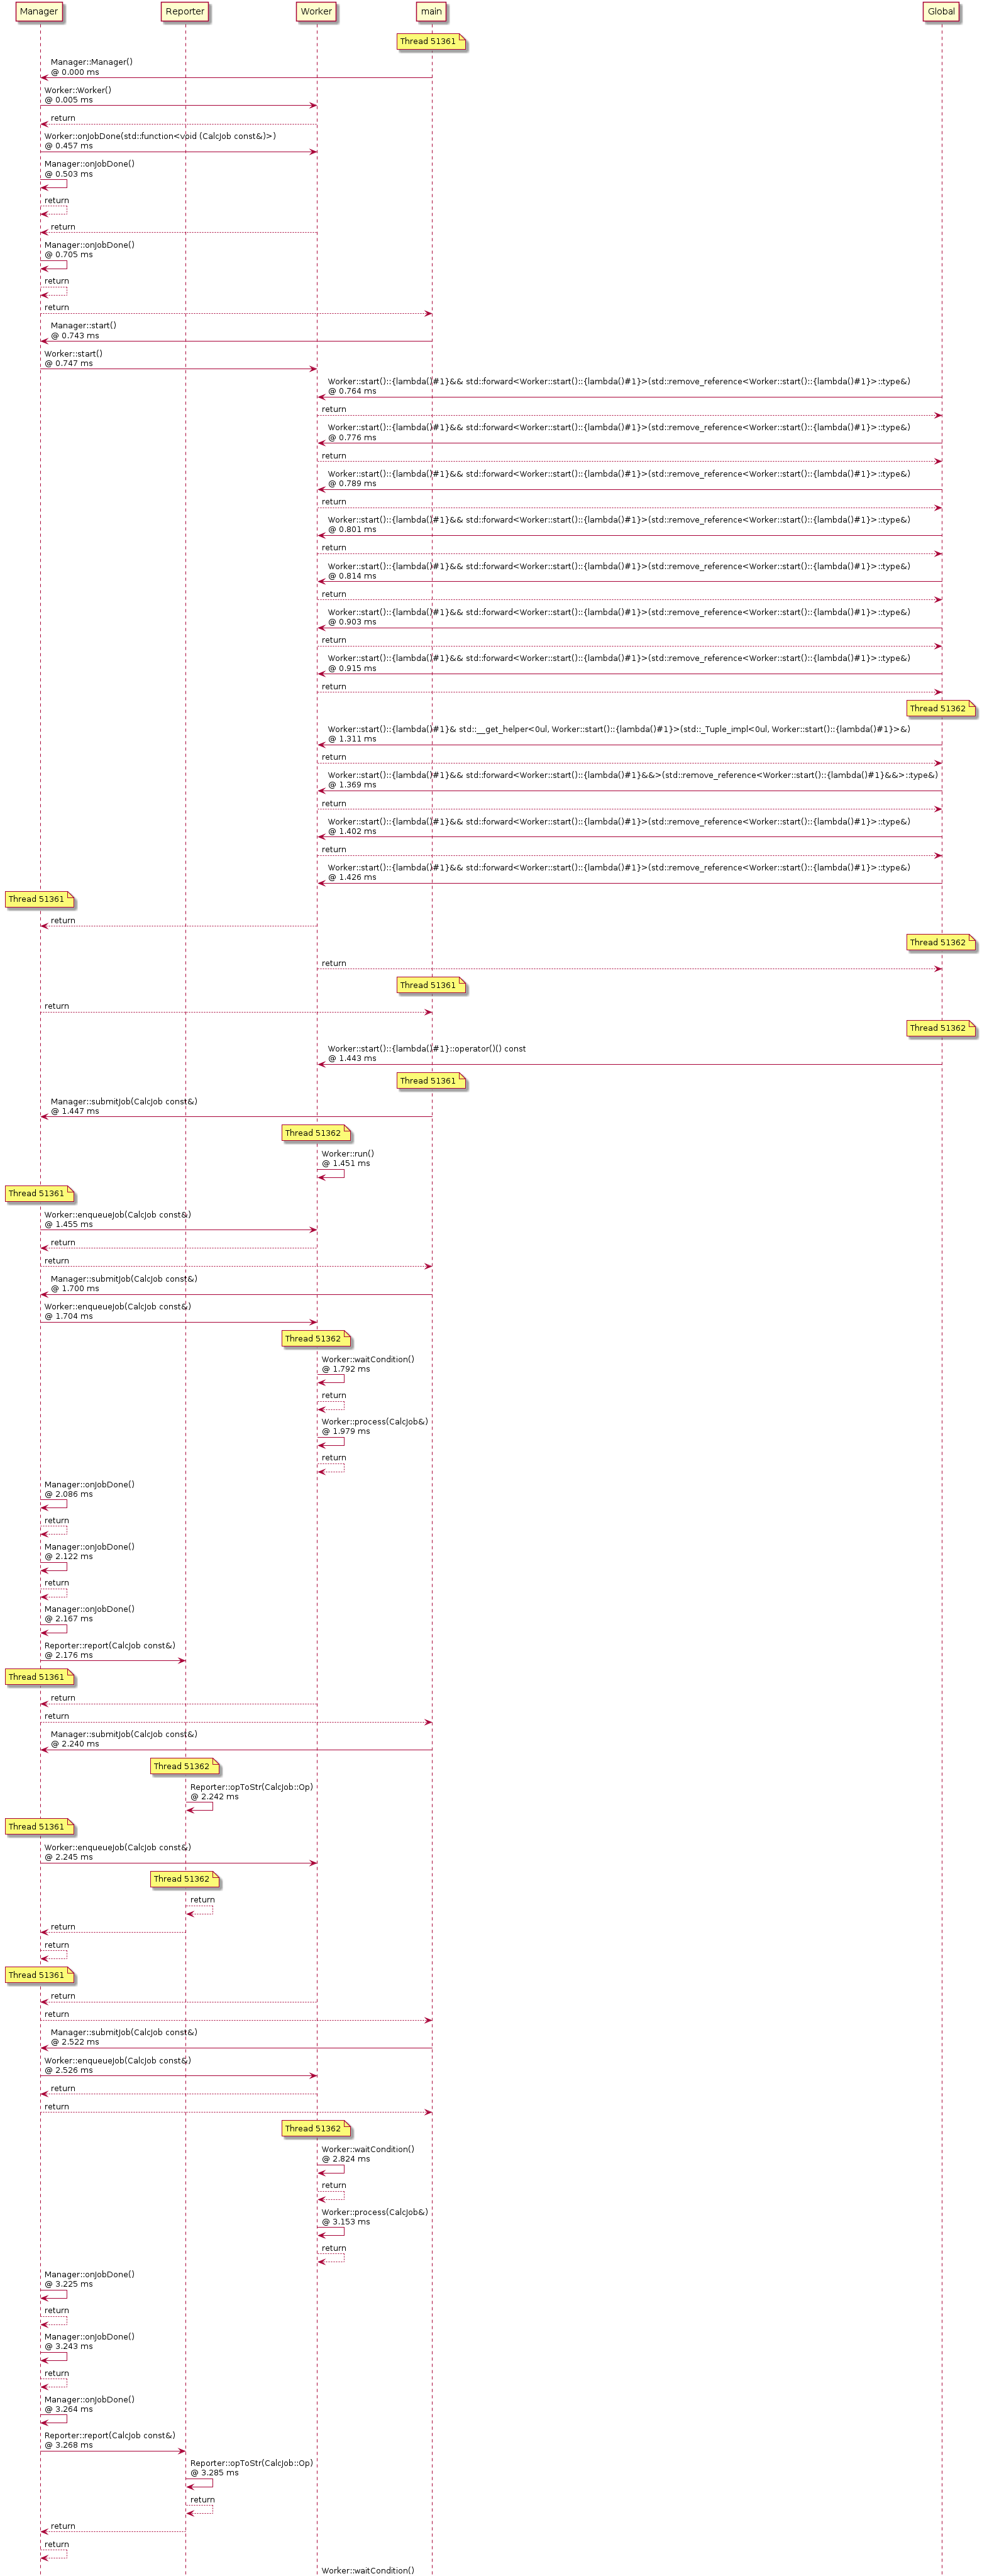 Manager
Reporter
Worker
main
Global
Thread 51361
Manager::Manager()
@ 0.000 ms
Worker::Worker()
@ 0.005 ms
return
Worker::onJobDone(std::function<void (CalcJob const&)>)
@ 0.457 ms
Manager::onJobDone()
@ 0.503 ms
return
return
Manager::onJobDone()
@ 0.705 ms
return
return
Manager::start()
@ 0.743 ms
Worker::start()
@ 0.747 ms
Worker::start()::{lambda()#1}&& std::forward<Worker::start()::{lambda()#1}>(std::remove_reference<Worker::start()::{lambda()#1}>::type&)
@ 0.764 ms
return
Worker::start()::{lambda()#1}&& std::forward<Worker::start()::{lambda()#1}>(std::remove_reference<Worker::start()::{lambda()#1}>::type&)
@ 0.776 ms
return
Worker::start()::{lambda()#1}&& std::forward<Worker::start()::{lambda()#1}>(std::remove_reference<Worker::start()::{lambda()#1}>::type&)
@ 0.789 ms
return
Worker::start()::{lambda()#1}&& std::forward<Worker::start()::{lambda()#1}>(std::remove_reference<Worker::start()::{lambda()#1}>::type&)
@ 0.801 ms
return
Worker::start()::{lambda()#1}&& std::forward<Worker::start()::{lambda()#1}>(std::remove_reference<Worker::start()::{lambda()#1}>::type&)
@ 0.814 ms
return
Worker::start()::{lambda()#1}&& std::forward<Worker::start()::{lambda()#1}>(std::remove_reference<Worker::start()::{lambda()#1}>::type&)
@ 0.903 ms
return
Worker::start()::{lambda()#1}&& std::forward<Worker::start()::{lambda()#1}>(std::remove_reference<Worker::start()::{lambda()#1}>::type&)
@ 0.915 ms
return
Thread 51362
Worker::start()::{lambda()#1}& std::__get_helper<0ul, Worker::start()::{lambda()#1}>(std::_Tuple_impl<0ul, Worker::start()::{lambda()#1}>&)
@ 1.311 ms
return
Worker::start()::{lambda()#1}&& std::forward<Worker::start()::{lambda()#1}&&>(std::remove_reference<Worker::start()::{lambda()#1}&&>::type&)
@ 1.369 ms
return
Worker::start()::{lambda()#1}&& std::forward<Worker::start()::{lambda()#1}>(std::remove_reference<Worker::start()::{lambda()#1}>::type&)
@ 1.402 ms
return
Worker::start()::{lambda()#1}&& std::forward<Worker::start()::{lambda()#1}>(std::remove_reference<Worker::start()::{lambda()#1}>::type&)
@ 1.426 ms
Thread 51361
return
Thread 51362
return
Thread 51361
return
Thread 51362
Worker::start()::{lambda()#1}::operator()() const
@ 1.443 ms
Thread 51361
Manager::submitJob(CalcJob const&)
@ 1.447 ms
Thread 51362
Worker::run()
@ 1.451 ms
Thread 51361
Worker::enqueueJob(CalcJob const&)
@ 1.455 ms
return
return
Manager::submitJob(CalcJob const&)
@ 1.700 ms
Worker::enqueueJob(CalcJob const&)
@ 1.704 ms
Thread 51362
Worker::waitCondition()
@ 1.792 ms
return
Worker::process(CalcJob&)
@ 1.979 ms
return
Manager::onJobDone()
@ 2.086 ms
return
Manager::onJobDone()
@ 2.122 ms
return
Manager::onJobDone()
@ 2.167 ms
Reporter::report(CalcJob const&)
@ 2.176 ms
Thread 51361
return
return
Manager::submitJob(CalcJob const&)
@ 2.240 ms
Thread 51362
Reporter::opToStr(CalcJob::Op)
@ 2.242 ms
Thread 51361
Worker::enqueueJob(CalcJob const&)
@ 2.245 ms
Thread 51362
return
return
return
Thread 51361
return
return
Manager::submitJob(CalcJob const&)
@ 2.522 ms
Worker::enqueueJob(CalcJob const&)
@ 2.526 ms
return
return
Thread 51362
Worker::waitCondition()
@ 2.824 ms
return
Worker::process(CalcJob&)
@ 3.153 ms
return
Manager::onJobDone()
@ 3.225 ms
return
Manager::onJobDone()
@ 3.243 ms
return
Manager::onJobDone()
@ 3.264 ms
Reporter::report(CalcJob const&)
@ 3.268 ms
Reporter::opToStr(CalcJob::Op)
@ 3.285 ms
return
return
return
Worker::waitCondition()